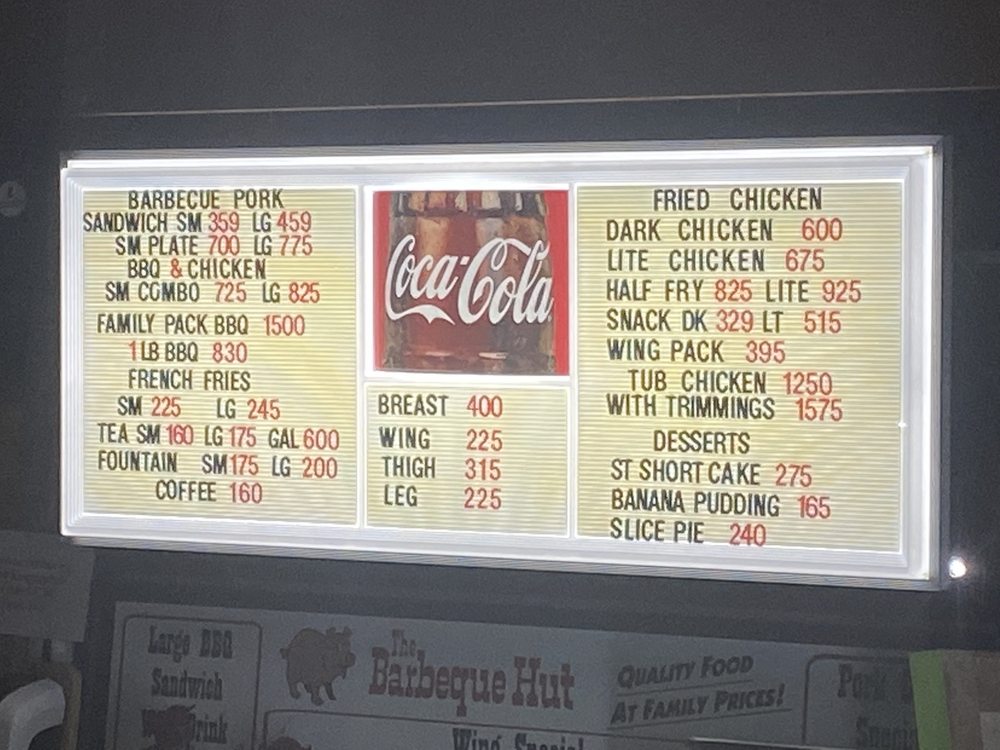 BARBECUE PORK
SANDWICH SM 359 LG 459
SM PLATE 700 LG 775
BBQ & CHICKEN
SM COMBO 725 LG 825
FAMILY PACK BBQ 1500
1 LB BBQ 830
FRENCH FRIES
SM 225 LG 245
TEA SM 160 LG 175 GAL 600
FOUNTAIN SM 175 LG 200
COFFEE 160
Coca-Cola
BREAST 400
WING 225
THIGH 315
LEG 225
FRIED CHICKEN
DARK CHICKEN 600
LITE CHICKEN 675
HALF FRY 825 LITE 925
SNACK DK 329 LT 515
WING PACK 395
TUB CHICKEN 1250
WITH TRIMMINGS 1575
DESSERTS
ST SHORT CAKE 275
BANANA PUDDING 165
SLICE PIE 240
Large BBQ
Sandwich
The
Barbeque Hut
QUALITY FOOD
AT FAMILY PRICES!
Wing Special